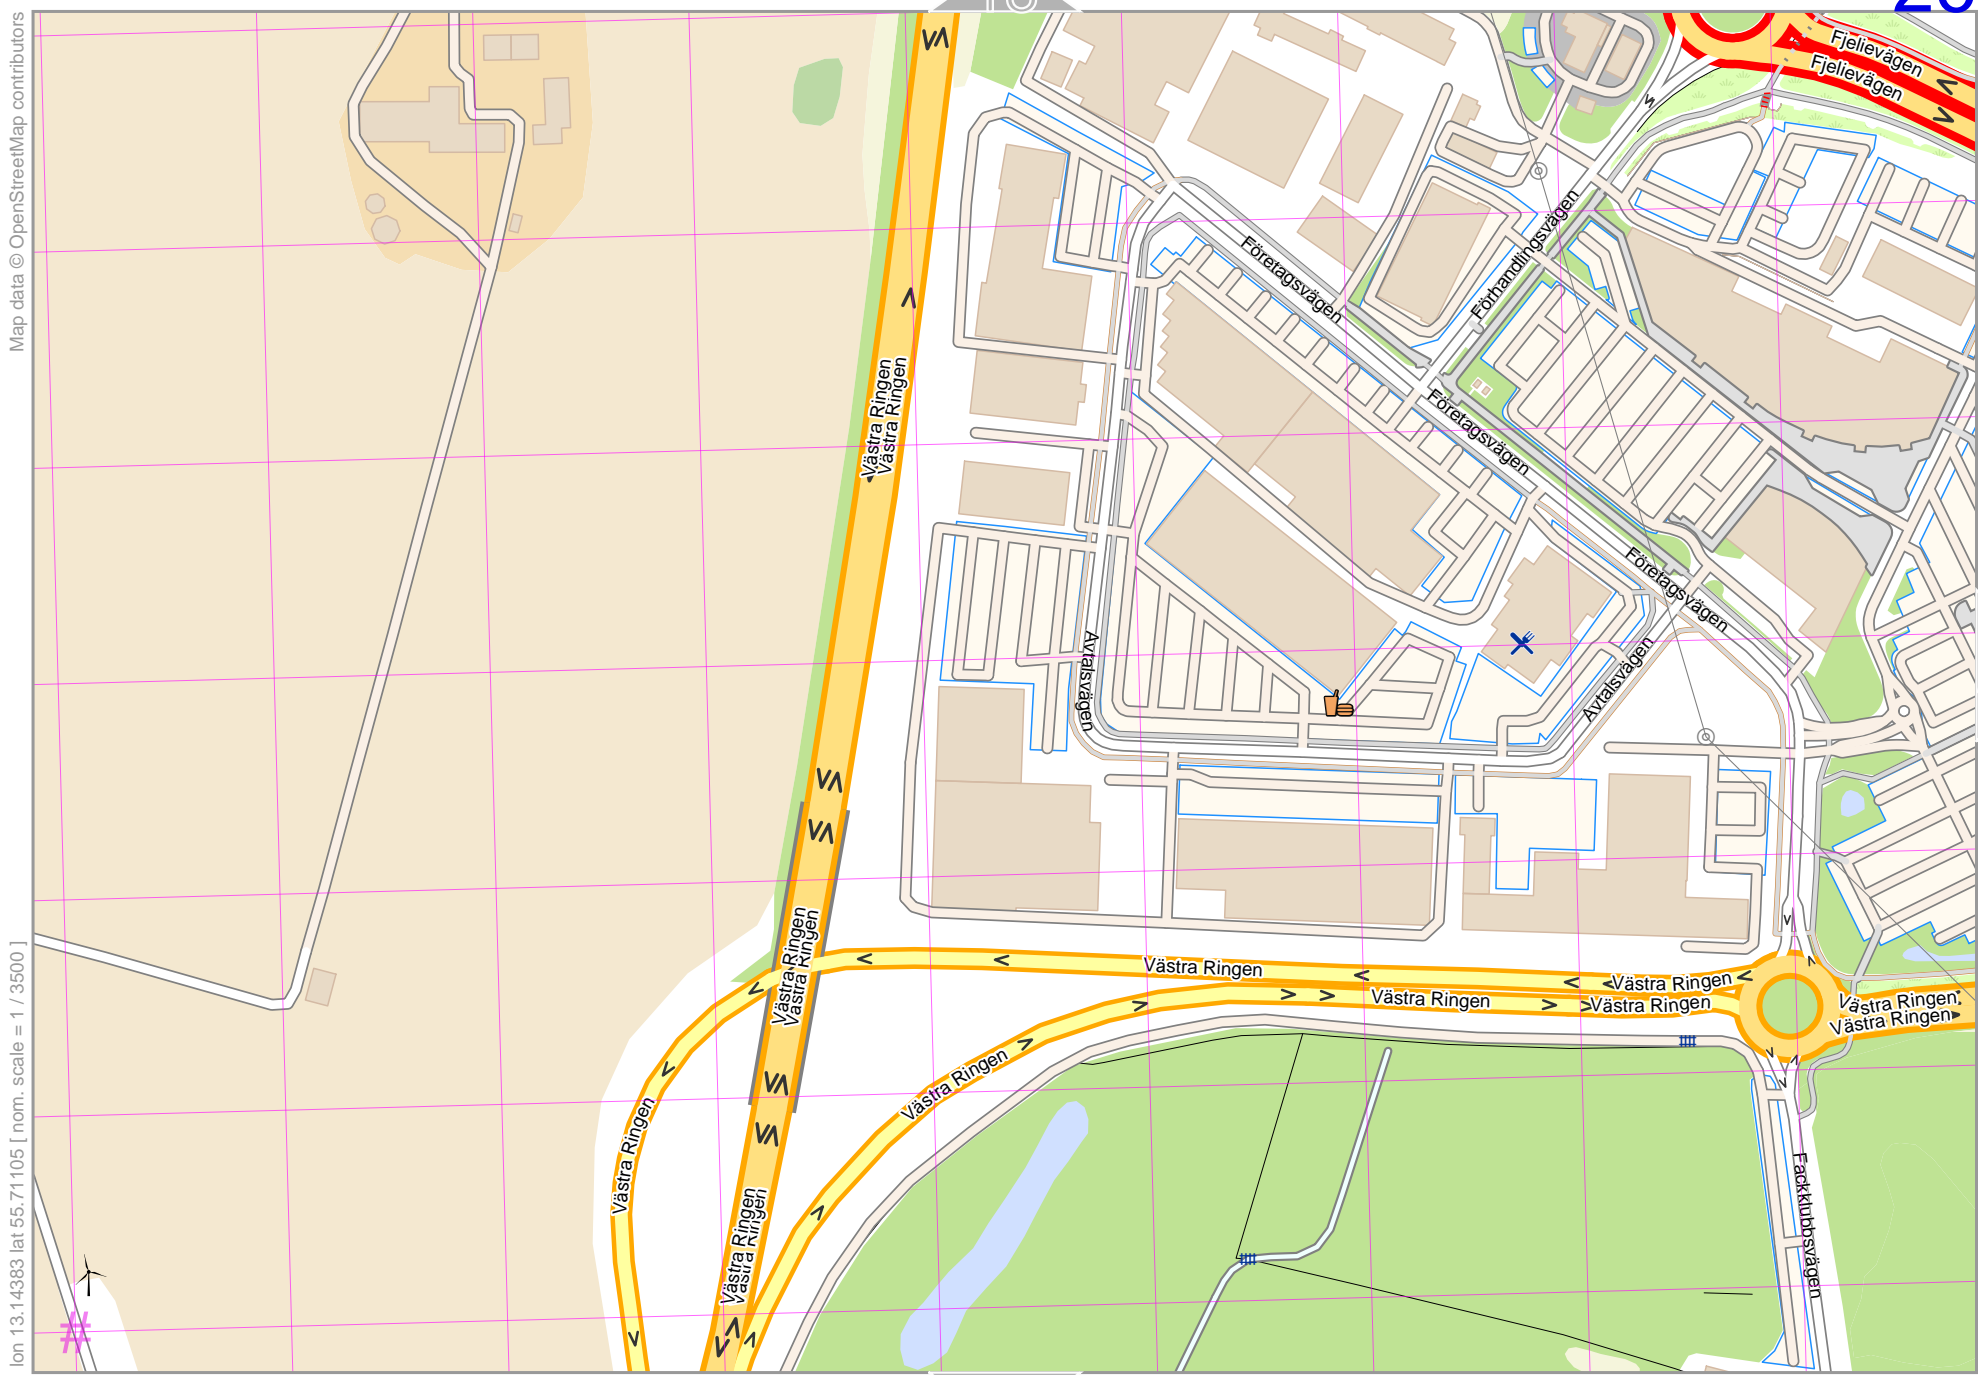 Map data © OpenStreetMap contributors
lon 13.14383 lat 55.71105 [ nom. scale = 1 / 3500 ]
Fjelievägen
Fjelievägen
Företagsvägen
Förhandlingsvägen
Västra Ringen
Västra Ringen
Företagsvägen
Företagsvägen
Avtalsvägen
Avtalsvägen
Västra Ringen
Västra Ringen
Västra Ringen
Västra Ringen
Västra Ringen
Västra Ringen
Västra Ringen
Västra Ringen
Västra Ringen
Västra Ringen
Västra Ringen
Fackklubbsvägen
Västra Ringen
Västra Ringen
#